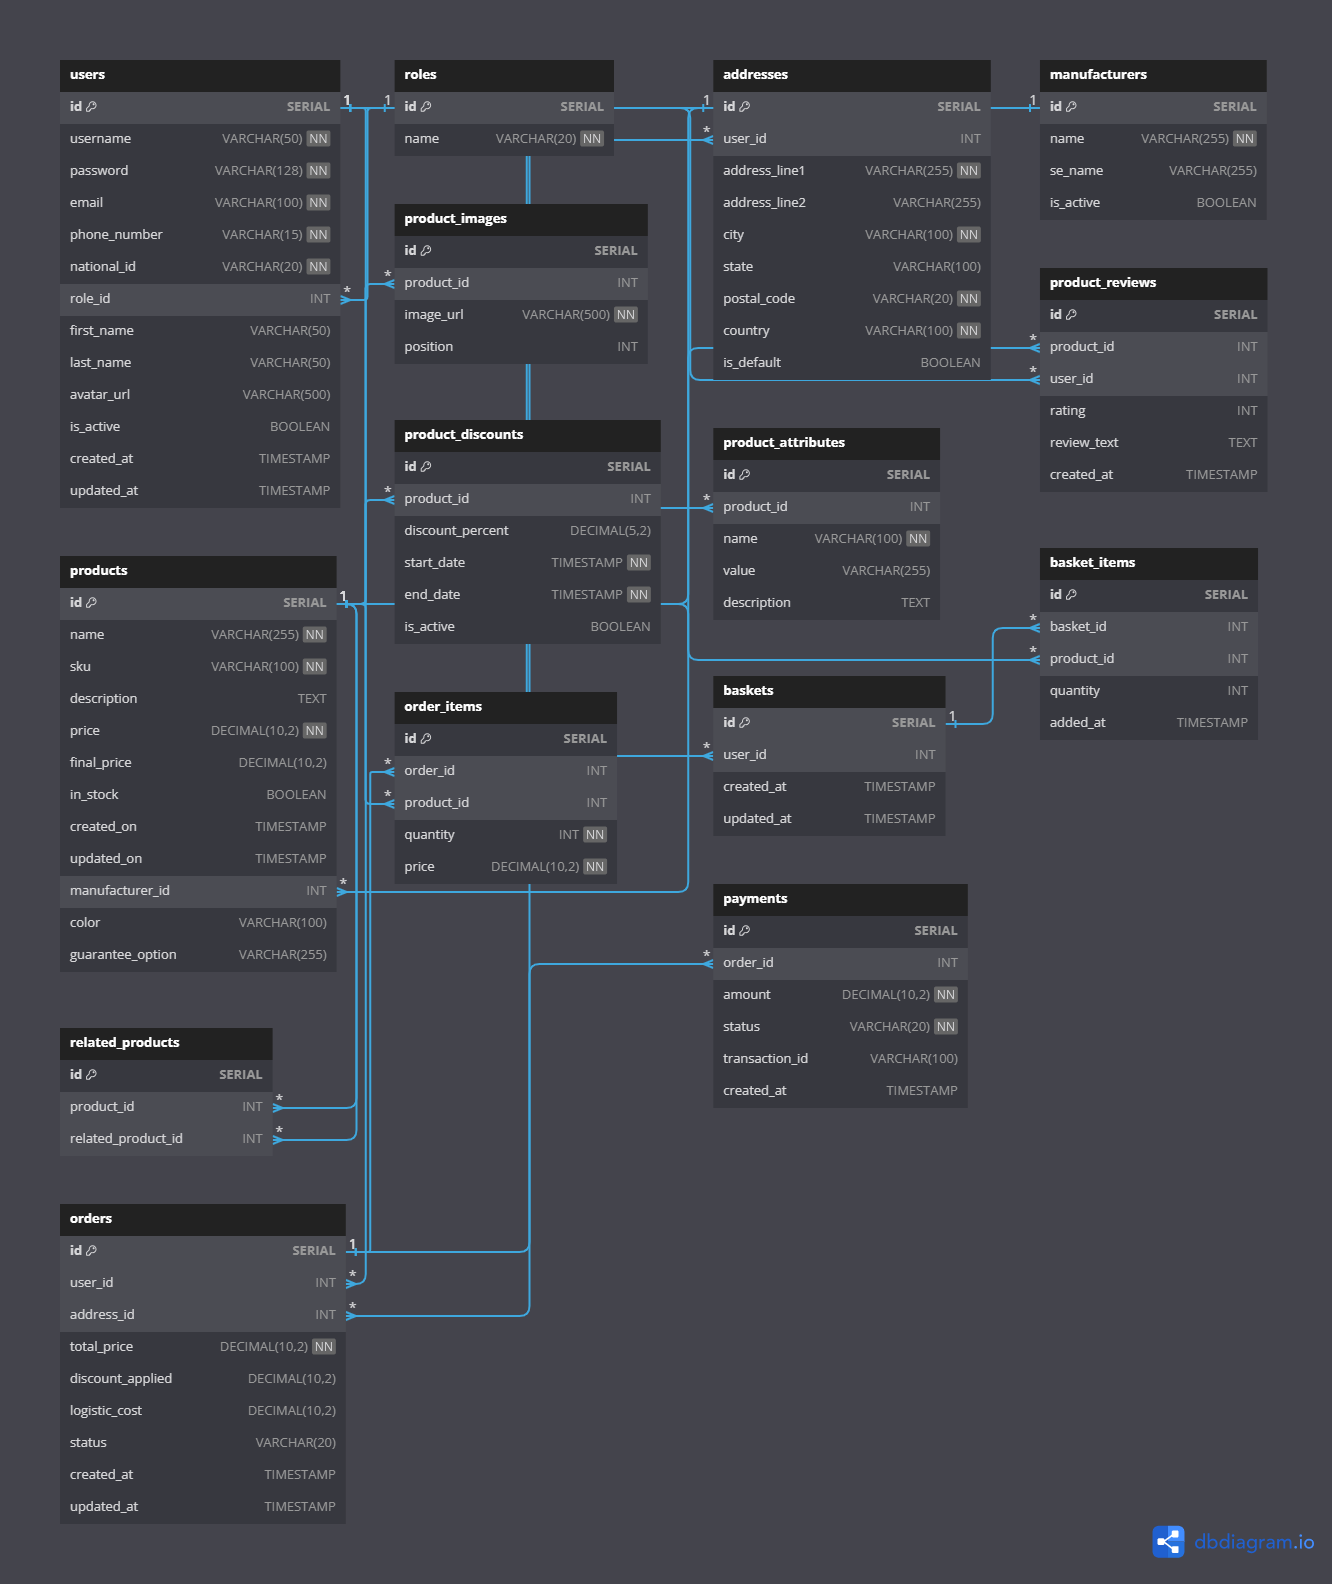 users
id SERIAL
username VARCHAR(50) NN
password VARCHAR(128) NN
email VARCHAR(100) NN
phone_number VARCHAR(15) NN
national_id VARCHAR(20) NN
role_id INT
first_name VARCHAR(50)
last_name VARCHAR(50)
avatar_url VARCHAR(500)
is_active BOOLEAN
created_at TIMESTAMP
updated_at TIMESTAMP
1
*
products
id SERIAL
name VARCHAR(255) NN
sku VARCHAR(100) NN
description TEXT
price DECIMAL(10,2) NN
final_price DECIMAL(10,2)
in_stock BOOLEAN
created_on TIMESTAMP
updated_on TIMESTAMP
manufacturer_id INT
color VARCHAR(100)
guarantee_option VARCHAR(255)
1
*
related_products
id SERIAL
product_id INT
related_product_id INT
*
*
orders
id SERIAL
user_id INT
address_id INT
total_price DECIMAL(10,2) NN
discount_applied DECIMAL(10,2)
logistic_cost DECIMAL(10,2)
status VARCHAR(20)
created_at TIMESTAMP
updated_at TIMESTAMP
1
*
*
roles
1
id SERIAL
name VARCHAR(20) NN
product_images
id SERIAL
*
product_id INT
image_url VARCHAR(500) NN
position INT
product_discounts
id SERIAL
*
product_id INT
discount_percent DECIMAL(5,2)
start_date TIMESTAMP NN
end_date TIMESTAMP NN
is_active BOOLEAN
order_items
id SERIAL
*
order_id INT
*
product_id INT
quantity INT NN
price DECIMAL(10,2) NN
addresses
1
id SERIAL
*
user_id INT
address_line1 VARCHAR(255) NN
address_line2 VARCHAR(255)
city VARCHAR(100) NN
state VARCHAR(100)
postal_code VARCHAR(20) NN
country VARCHAR(100) NN
is_default BOOLEAN
product_attributes
id SERIAL
*
product_id INT
name VARCHAR(100) NN
value VARCHAR(255)
description TEXT
baskets
id SERIAL
1
*
user_id INT
created_at TIMESTAMP
updated_at TIMESTAMP
payments
id SERIAL
*
order_id INT
amount DECIMAL(10,2) NN
status VARCHAR(20) NN
transaction_id VARCHAR(100)
created_at TIMESTAMP
manufacturers
1
id SERIAL
name VARCHAR(255) NN
se_name VARCHAR(255)
is_active BOOLEAN
product_reviews
id SERIAL
*
product_id INT
*
user_id INT
rating INT
review_text TEXT
created_at TIMESTAMP
basket_items
id SERIAL
*
basket_id INT
*
product_id INT
quantity INT
added_at TIMESTAMP
dbdiagram.io